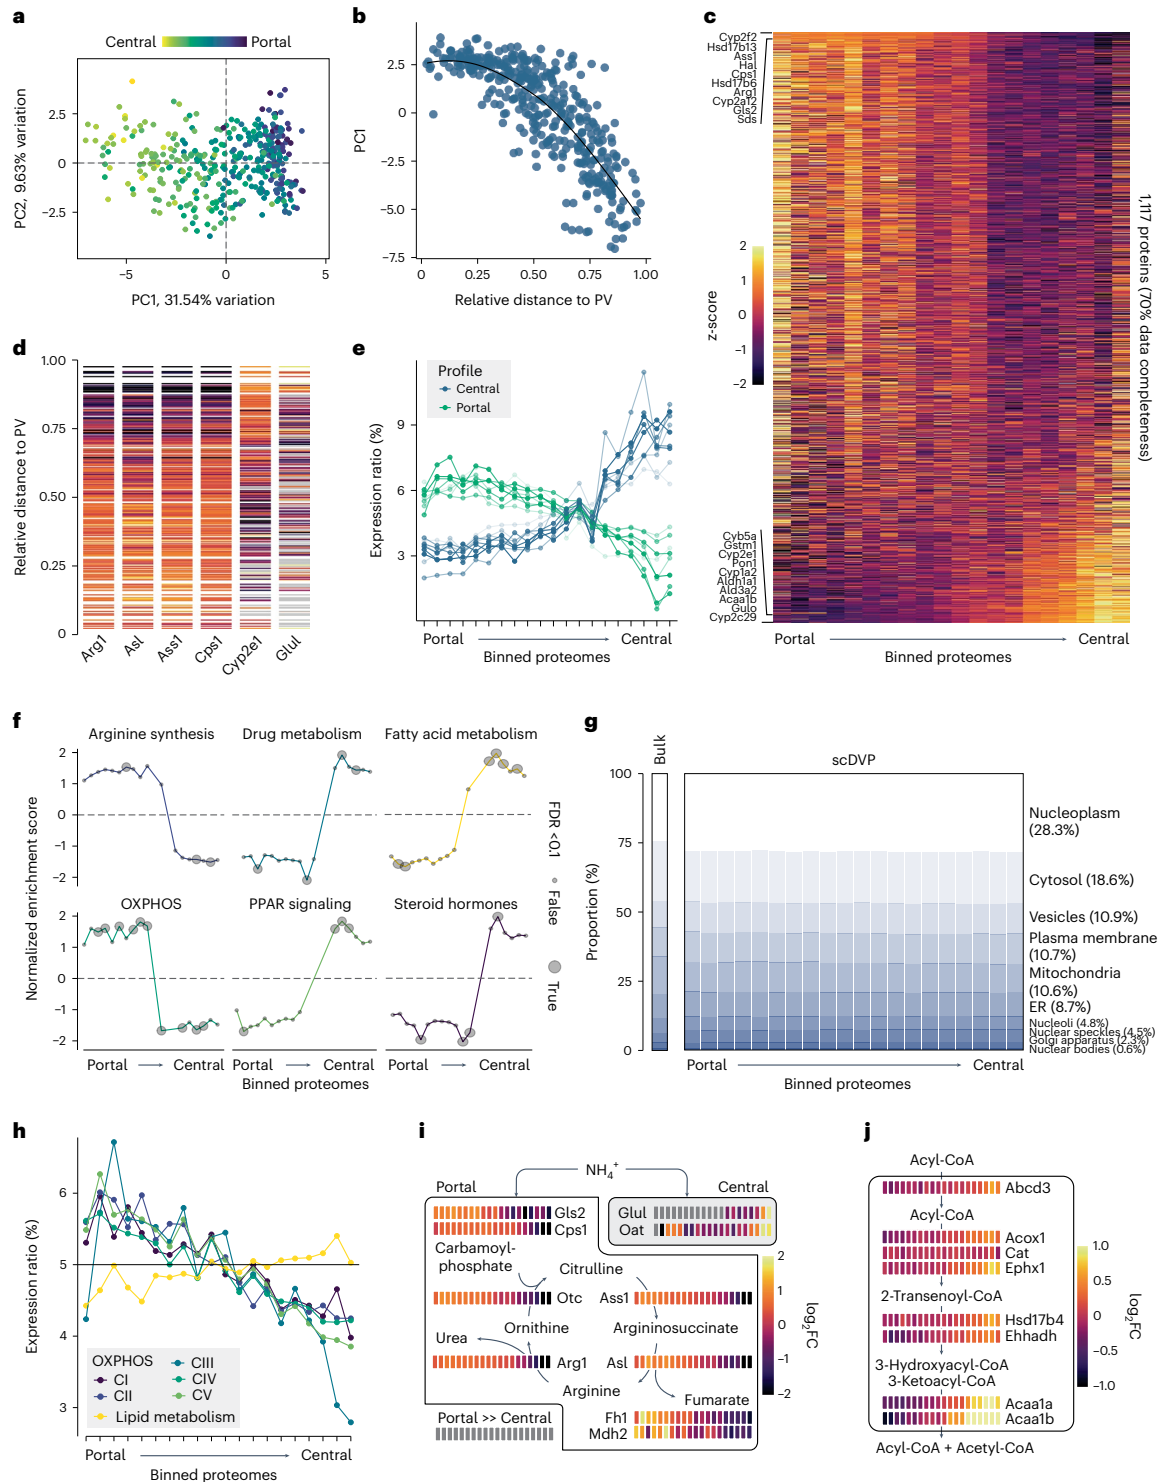 a
Central
Portal
PC2, 9.63% variation
2.5
0
−2.5
−5
0
5
PC1, 31.54% variation
b
PC1
2.5
0
−2.5
−5.0
−7.5
0
0.25
0.50
0.75
1.00
Relative distance to PV
c
Cyp2f2
Hsd17b13
Ass1
Hal
Cps1
Hsd17b6
Arg1
Cyp2a12
Gls2
Sds
z-score
2
1
0
−1
−2
Cyb5a
Gstm1
Cyp2e1
Pon1
Cyp1a2
Aldh1a1
Ald3a2
Acaa1b
Gulo
Cyp2c29
1,117 proteins (70% data completeness)
Portal
Central
Binned proteomes
d
Relative distance to PV
1.00
0.75
0.50
0.25
0
Arg1
Asl
Ass1
Cps1
Cyp2e1
Glul
e
Profile
Central
Portal
Expression ratio (%)
9
6
3
Portal
Central
Binned proteomes
f
Arginine synthesis
Drug metabolism
Fatty acid metabolism
Normalized enrichment score
2
1
0
−1
−2
OXPHOS
PPAR signaling
Steroid hormones
2
1
0
−1
−2
FDR <0.1
False
True
Portal
Central
Portal
Central
Portal
Central
Binned proteomes
g
Bulk
scDVP
Proportion (%)
100
75
50
25
0
Nucleoplasm
(28.3%)
Cytosol (18.6%)
Vesicles (10.9%)
Plasma membrane
(10.7%)
Mitochondria
(10.6%)
ER (8.7%)
Nucleoli (4.8%)
Nuclear speckles (4.5%)
Golgi apparatus (2.3%)
Nuclear bodies (0.6%)
Portal
Central
Binned proteomes
h
Expression ratio (%)
6
5
4
3
OXPHOS
CI
CII
CIII
CIV
CV
Lipid metabolism
Portal
Central
Binned proteomes
i
NH4+
Portal
Central
Gls2
Cps1
Glul
Oat
Carbamoyl-
phosphate
Citrulline
Otc
Ass1
Ornithine
Argininosuccinate
Urea
Arg1
Asl
Arginine
Fumarate
Portal >> Central
Fh1
Mdh2
2
1
0
−1
−2
log2FC
j
Acyl-CoA
Abcd3
Acyl-CoA
Acox1
Cat
Ephx1
2-Transenoyl-CoA
Hsd17b4
Ehhadh
3-Hydroxyacyl-CoA
3-Ketoacyl-CoA
Acaa1a
Acaa1b
Acyl-CoA + Acetyl-CoA
1.0
0.5
0
−0.5
−1.0
log2FC